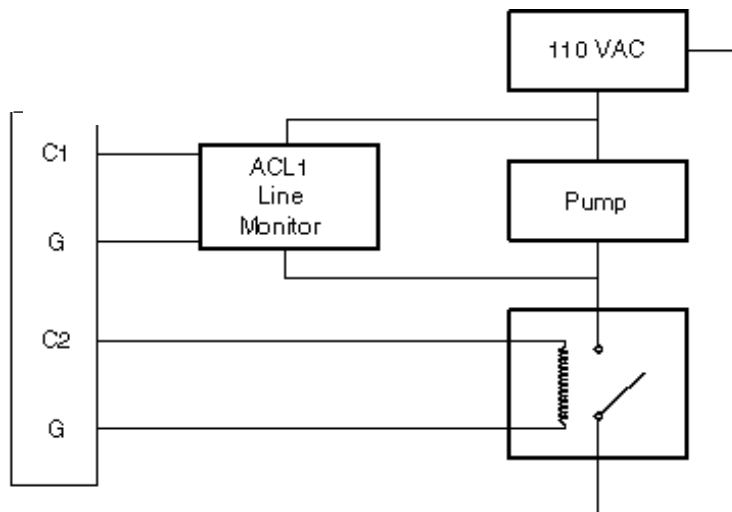 110 VAC
C1
ACL1
Line
Monitor
Pump
G
C2
G